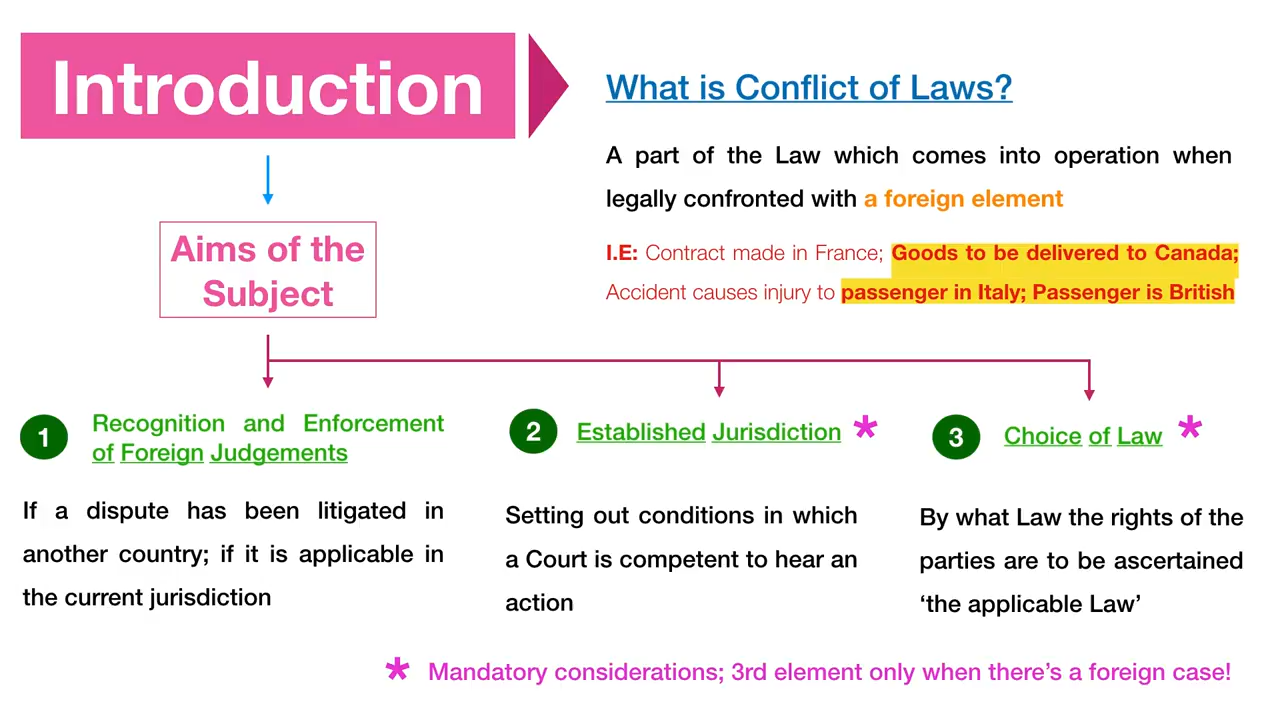 Introduction
What is Conflict of Laws?
A part of the Law which comes into operation when
legally confronted with a foreign element
I.E: Contract made in France; Goods to be delivered to Canada;
Accident causes injury to passenger in Italy; Passenger is British
Aims of the
Subject
1
Recognition and Enforcement
of Foreign Judgements
If a dispute has been litigated in
another country; if it is applicable in
the current jurisdiction
2
Established Jurisdiction *
Setting out conditions in which
a Court is competent to hear an
action
3
Choice of Law *
By what Law the rights of the
parties are to be ascertained
‘the applicable Law’
* Mandatory considerations; 3rd element only when there’s a foreign case!